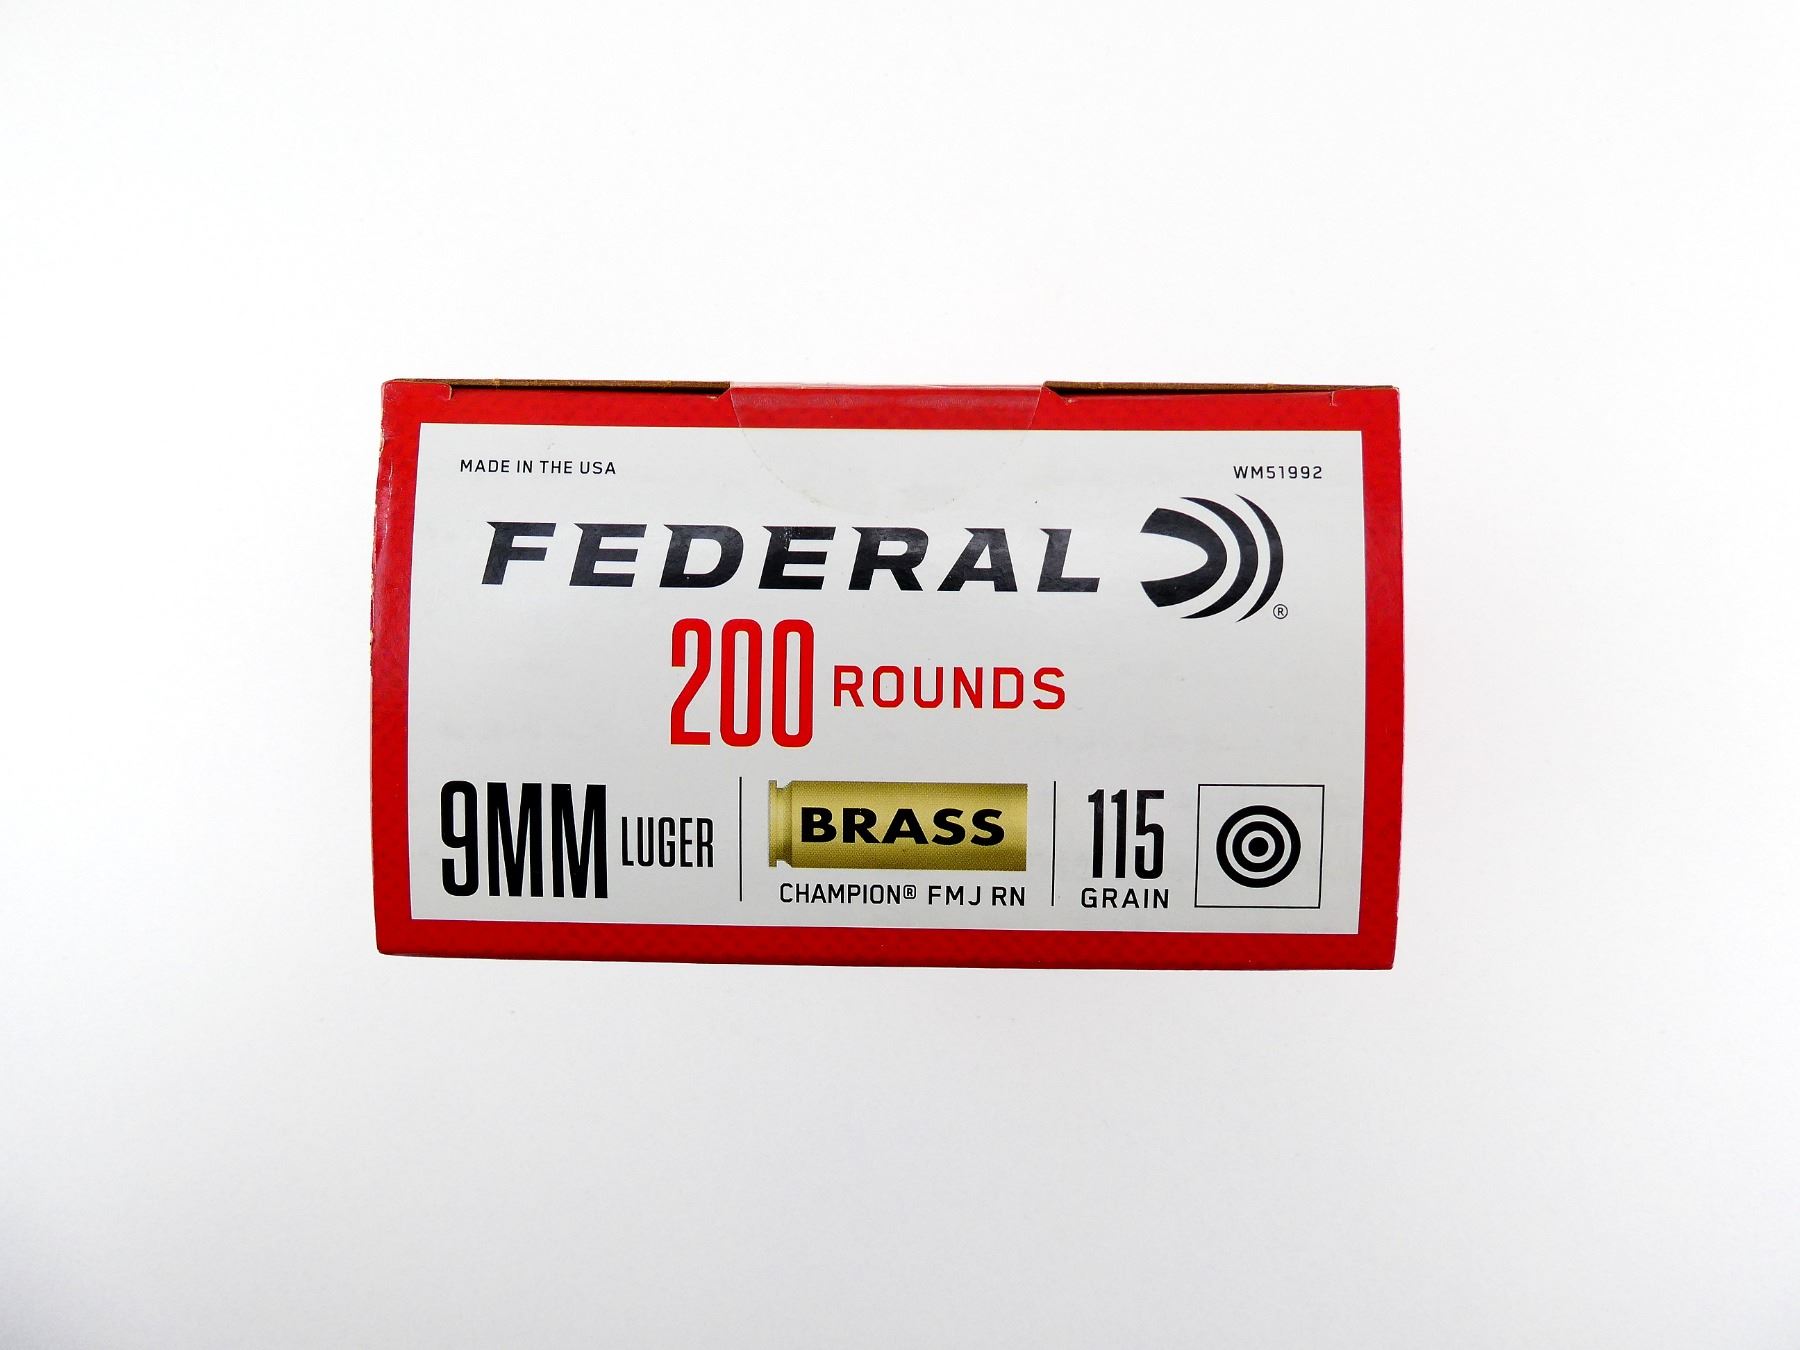 MADE IN THE USA
WM51992
FEDERAL ®
200 ROUNDS
9MM LUGER
BRASS
CHAMPION® FMJ RN
115
GRAIN